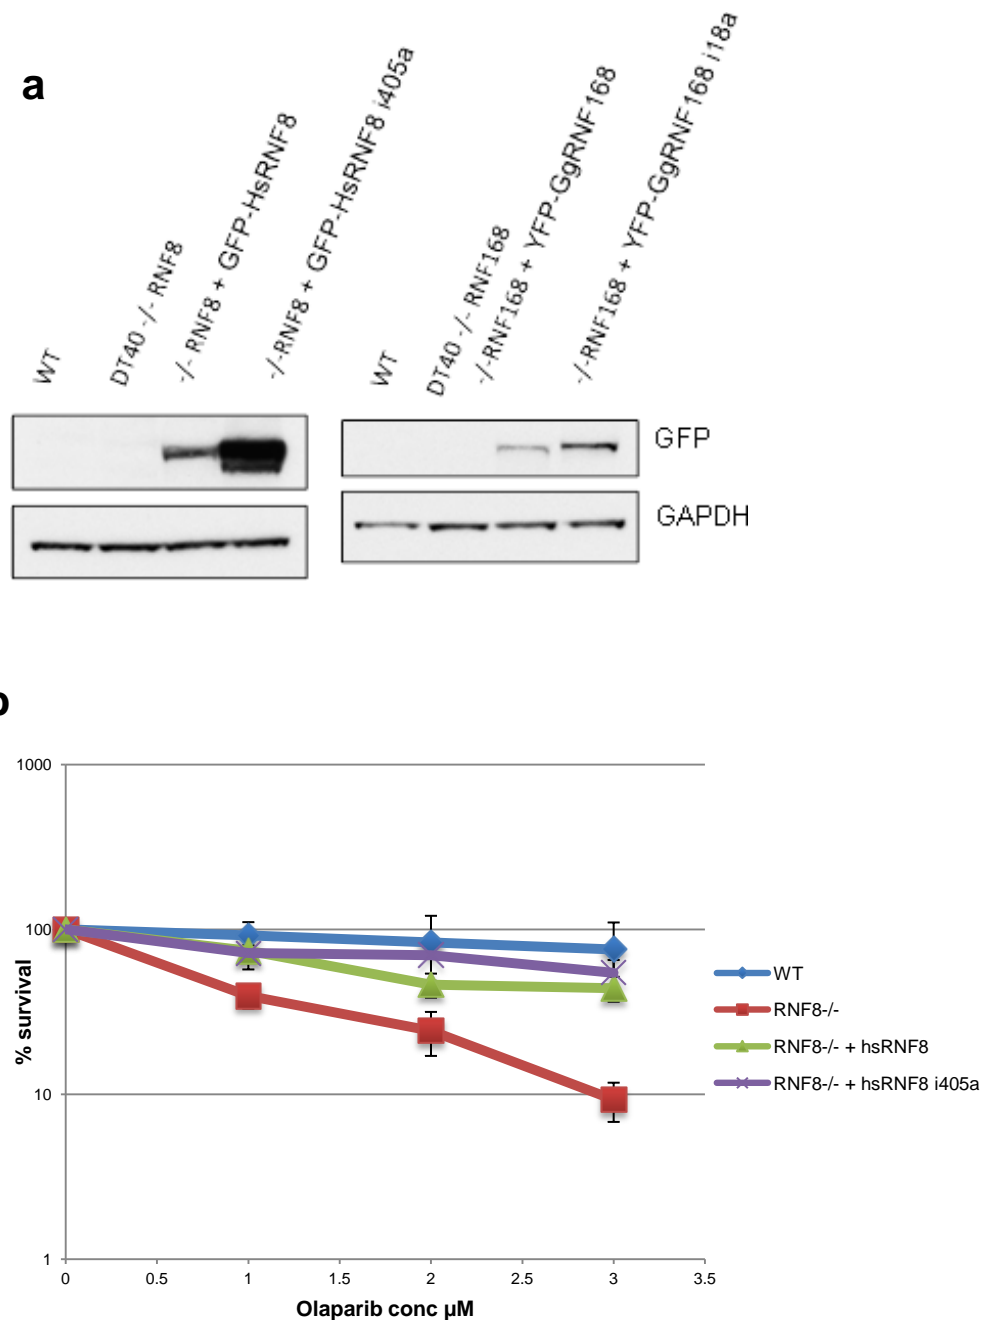 a
WT
DT40 -/- RNF8
-/- RNF8 + GFP-HsRNF8
-/-RNF8 + GFP-HsRNF8 i405a
WT
DT40 -/- RNF168
-/-RNF168 + YFP-GgRNF168
-/-RNF168 + YFP-GgRNF168 i18a
GFP
GAPDH
b
1000
100
10
1
% survival
0 0.5 1 1.5 2 2.5 3 3.5
Olaparib conc µM
WT
RNF8-/-
RNF8-/- + hsRNF8
RNF8-/- + hsRNF8 i405a